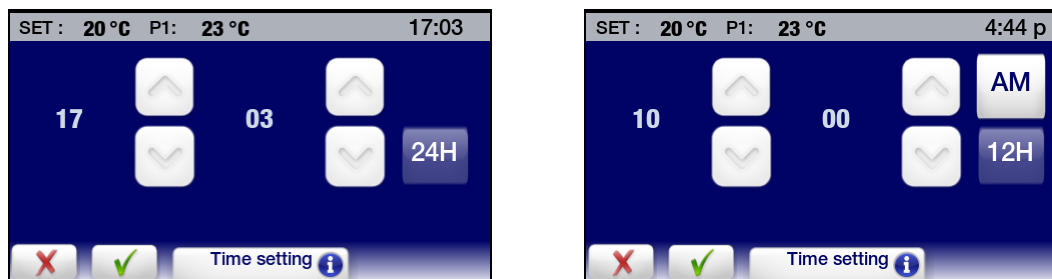 SET : 20 °C P1: 23 °C 17:03
17 03
24H
Time setting i
SET : 20 °C P1: 23 °C 4:44 p
AM
10 00
12H
Time setting i